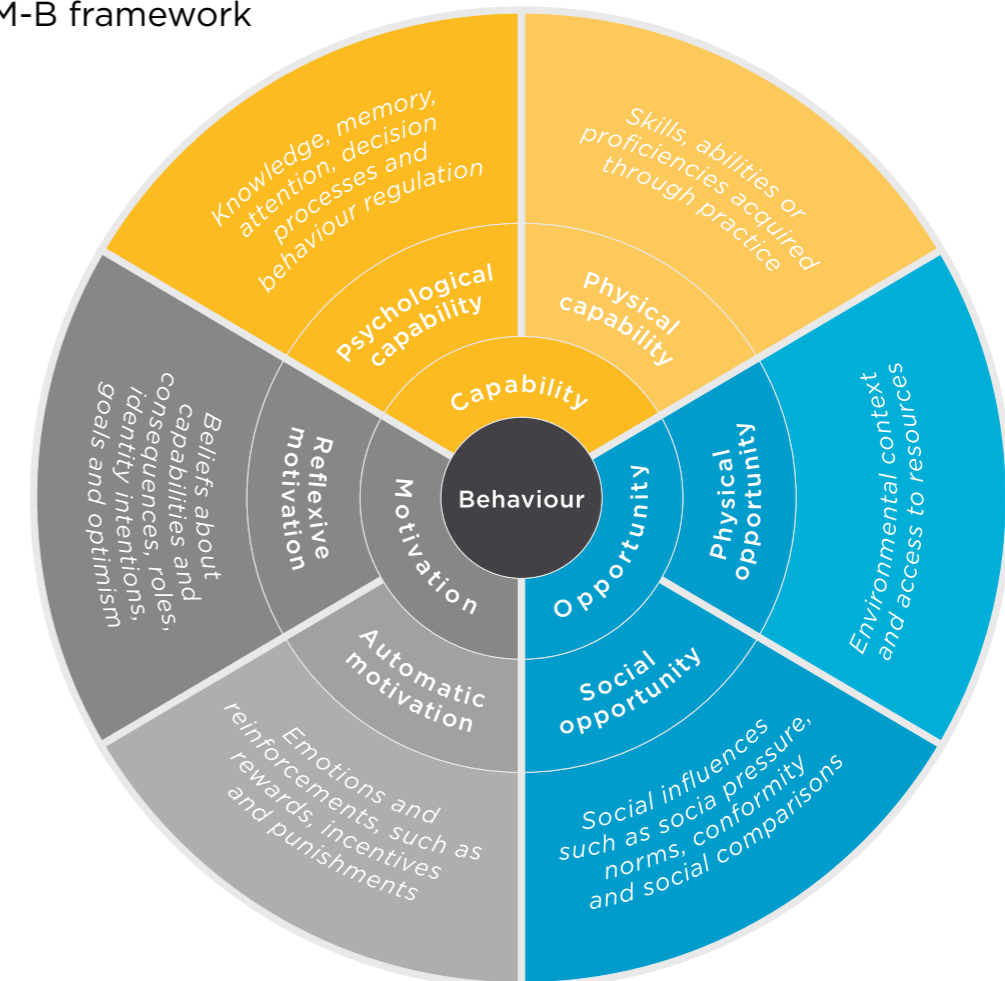 M-B framework
Knowledge, memory,
attention, decision
processes and
behaviour regulation
Psychological
capability
Skills, abilities or
proficiencies acquired
through practice
Physical
capability
Capability
Environmental context
and access to resources
Physical
opportunity
Opportunity
Social
opportunity
Social influences
such as socia pressure,
norms, conformity
and social comparisons
Behaviour
Motivation
Automatic
motivation
Emotions and
reinforcements, such as
rewards, incentives
and punishments
Reflexive
motivation
Beliefs about
capabilities and
consequences, roles,
identity intentions,
goals and optimism